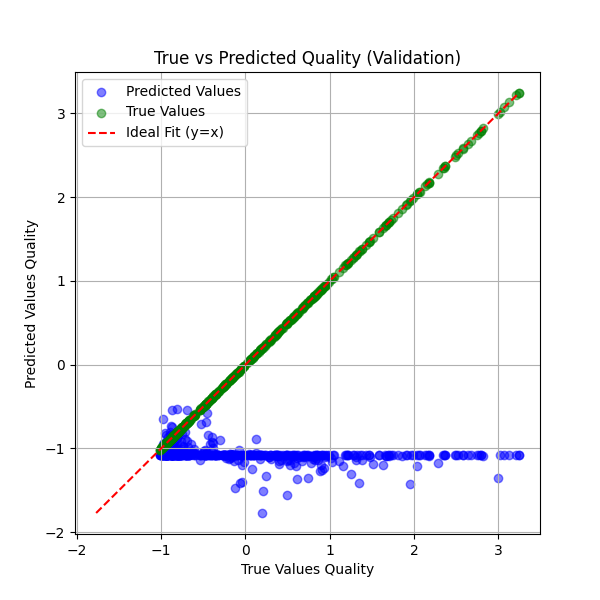 True vs Predicted Quality (Validation)
Predicted Values
True Values
Ideal Fit (y=x)
Predicted Values Quality
3
2
1
0
−1
−2
−2 −1 0 1 2 3
True Values Quality